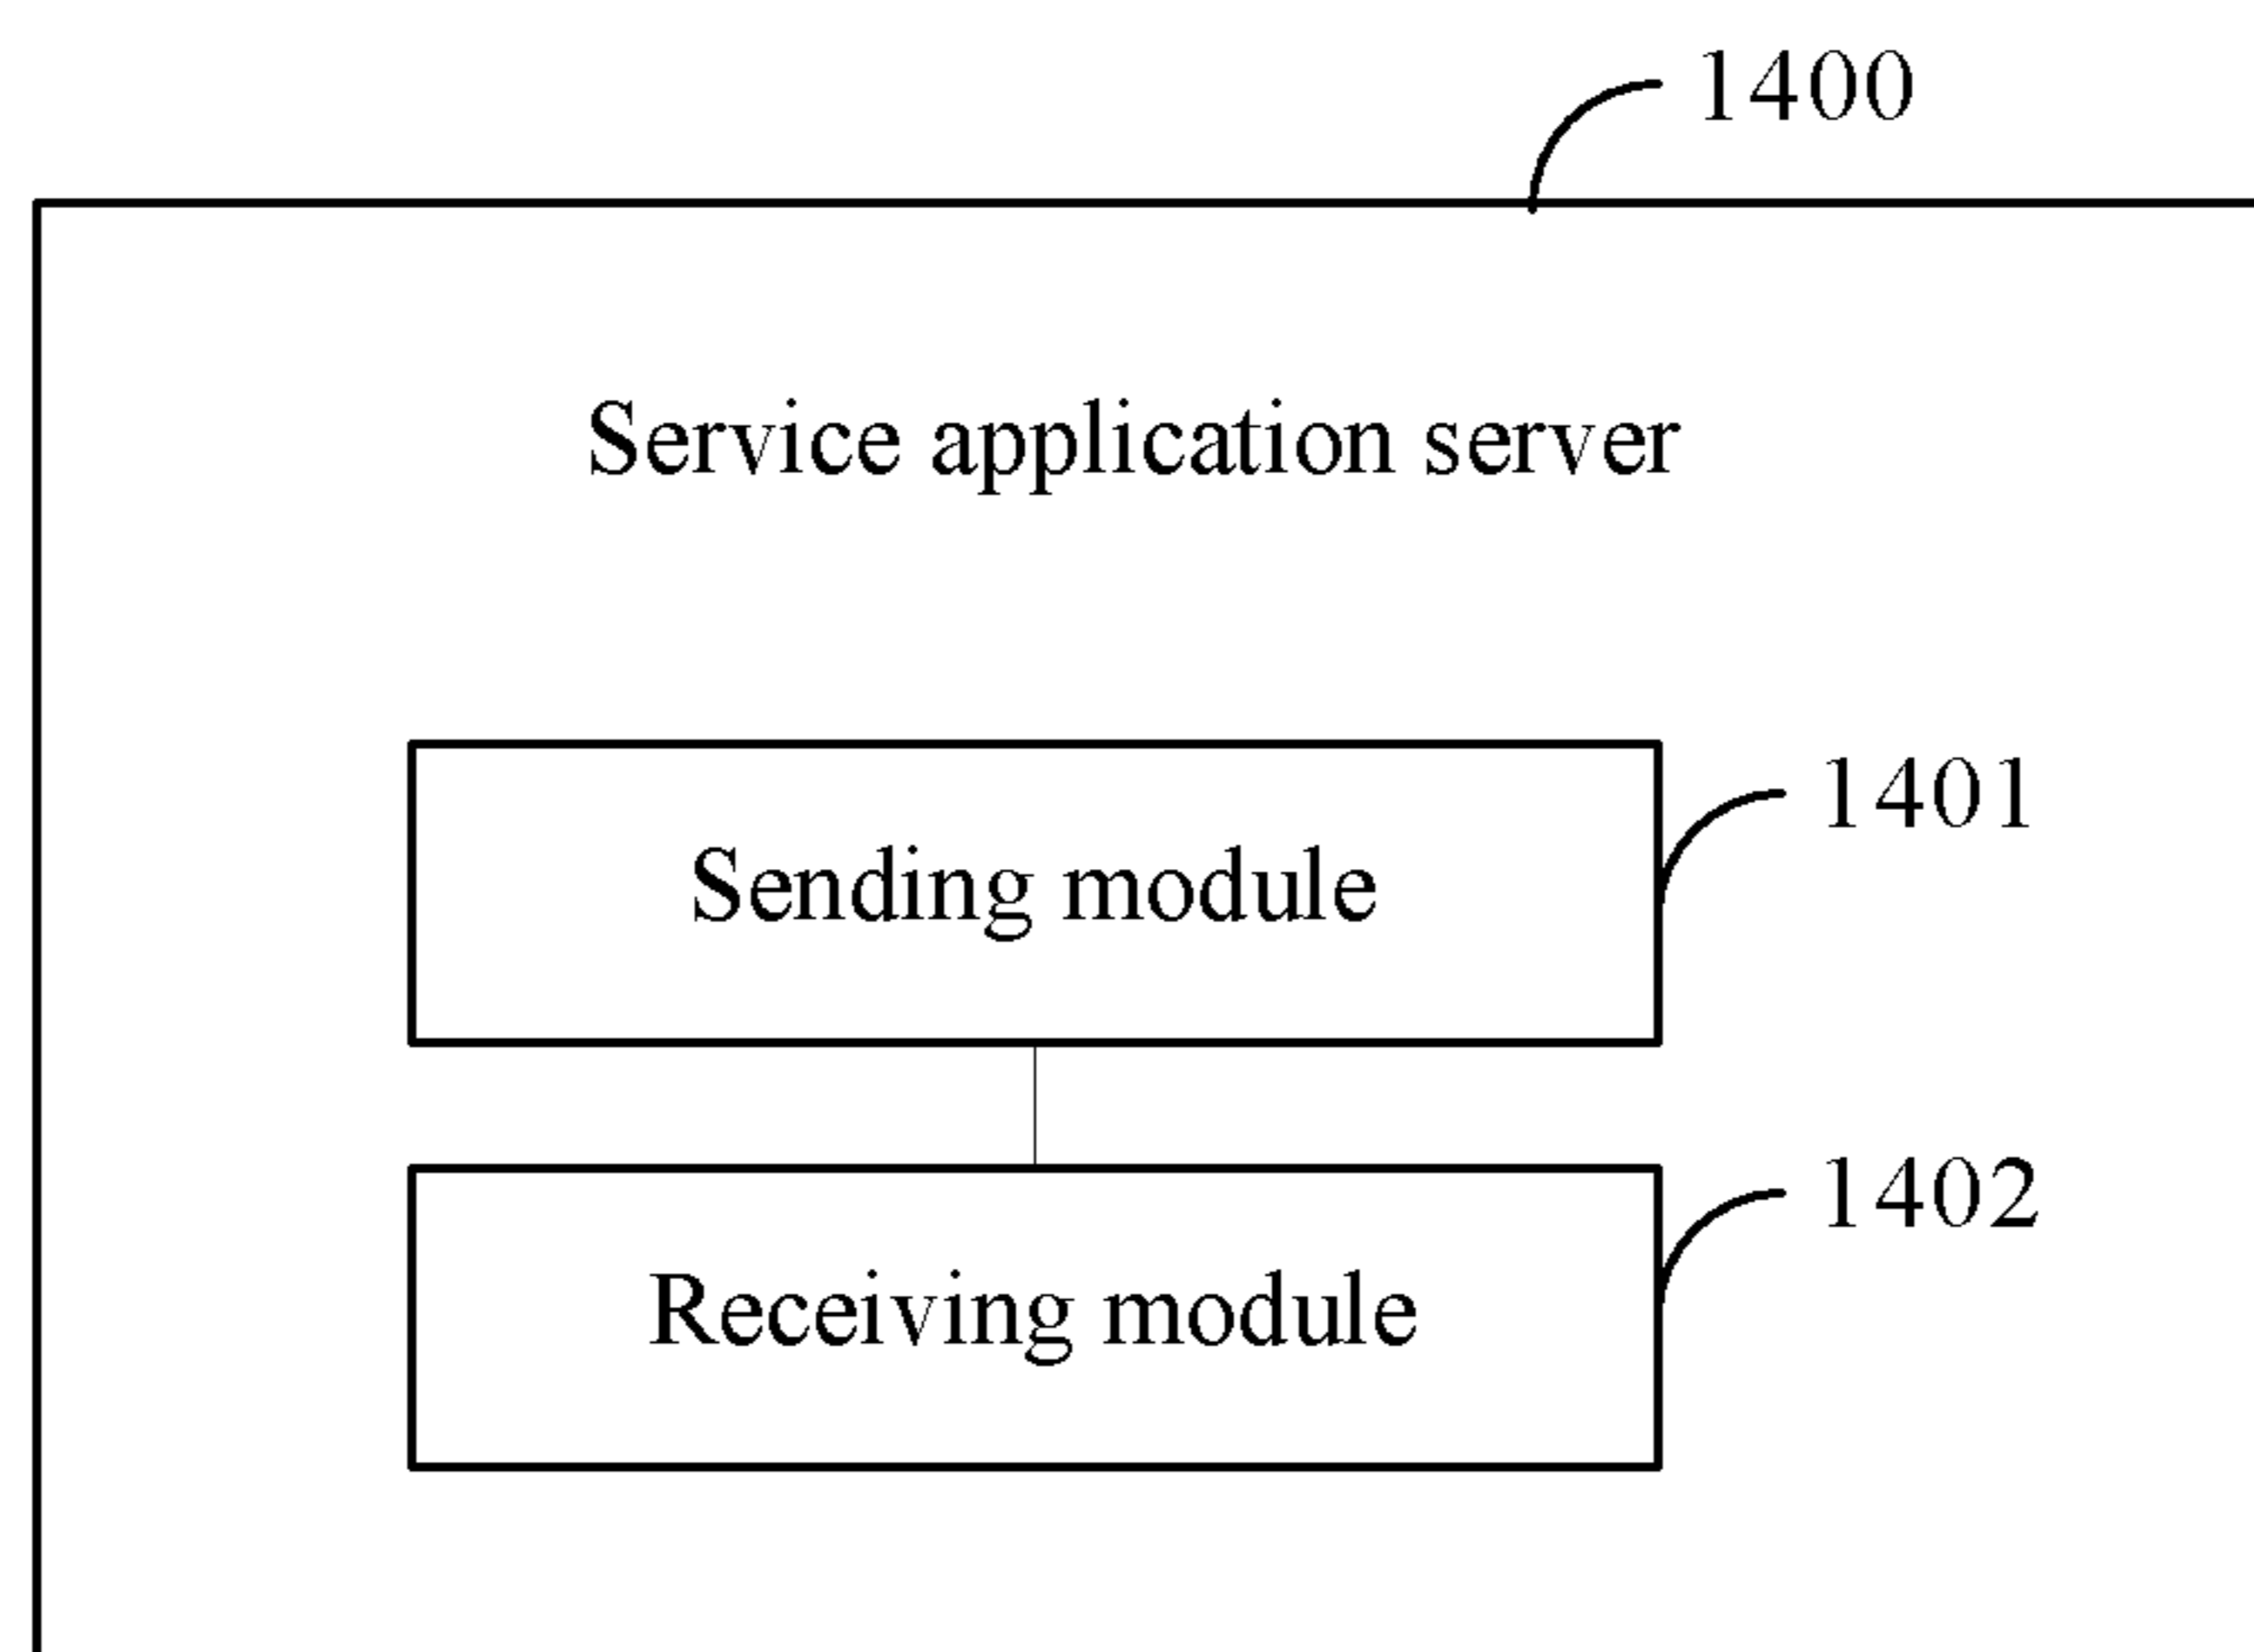 1400
Service application server
1401
Sending module
1402
Receiving module